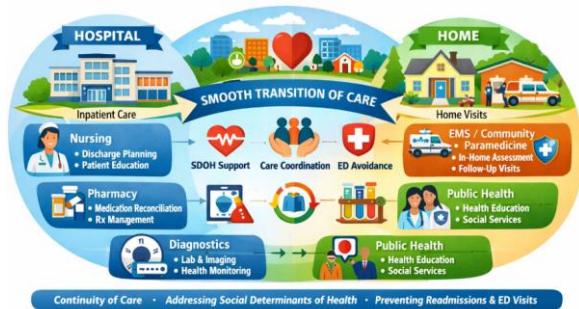 HOSPITAL
HOME
SMOOTH TRANSITION OF CARE
Inpatient Care
Home Visits
Nursing
• Discharge Planning
• Patient Education
SDOH Support
Care Coordination
ED Avoidance
EMS / Community
Paramedicine
• In-Home Assessment
• Follow-Up Visits
Pharmacy
• Medication Reconciliation
• Rx Management
Public Health
• Health Education
• Social Services
Diagnostics
• Lab & Imaging
• Health Monitoring
Public Health
• Health Education
• Social Services
Continuity of Care • Addressing Social Determinants of Health • Preventing Readmissions & ED Visits